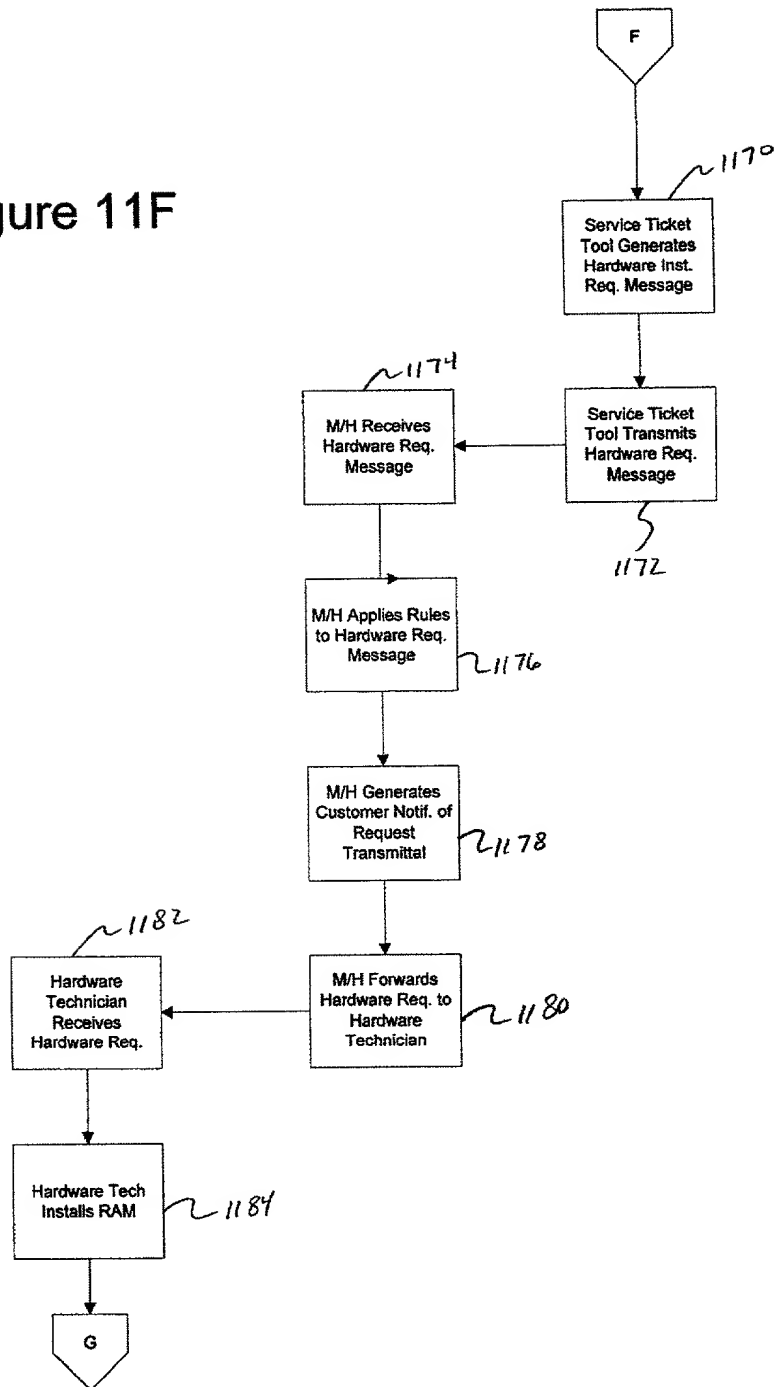 F
1170
gure 11F
Service Ticket
Tool Generates
Hardware Inst.
Req. Message
1174
M/H Receives
Hardware Req.
Message
Service Ticket
Tool Transmits
Hardware Req.
Message
1172
M/H Applies Rules
to Hardware Req.
Message
1176
M/H Generates
Customer Notif. of
Request
Transmittal
1178
1182
Hardware
Technician
Receives
Hardware Req.
M/H Forwards
Hardware Req. to
Hardware
Technician
1180
Hardware Tech
Installs RAM
1184
G